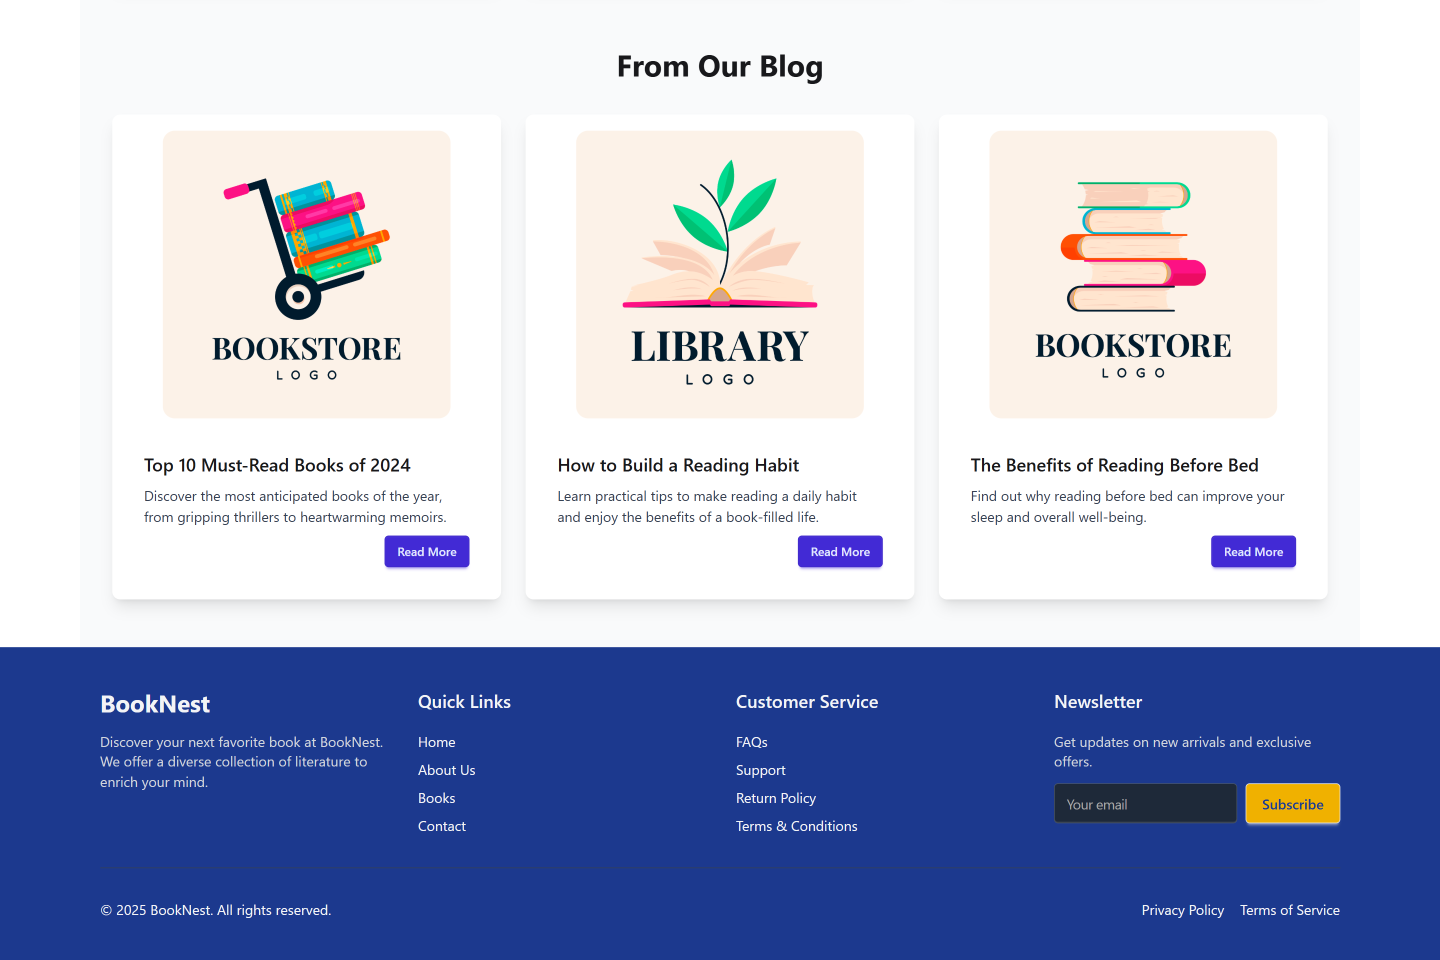 From Our Blog
BOOKSTORE
LOGO
Top 10 Must-Read Books of 2024
Discover the most anticipated books of the year,
from gripping thrillers to heartwarming memoirs.
Read More
LIBRARY
LOGO
How to Build a Reading Habit
Learn practical tips to make reading a daily habit
and enjoy the benefits of a book-filled life.
Read More
BOOKSTORE
LOGO
The Benefits of Reading Before Bed
Find out why reading before bed can improve your
sleep and overall well-being.
Read More
BookNest
Discover your next favorite book at BookNest.
We offer a diverse collection of literature to
enrich your mind.
Quick Links
Home
About Us
Books
Contact
Customer Service
FAQs
Support
Return Policy
Terms & Conditions
Newsletter
Get updates on new arrivals and exclusive
offers.
Your email
Subscribe
© 2025 BookNest. All rights reserved.
Privacy Policy
Terms of Service